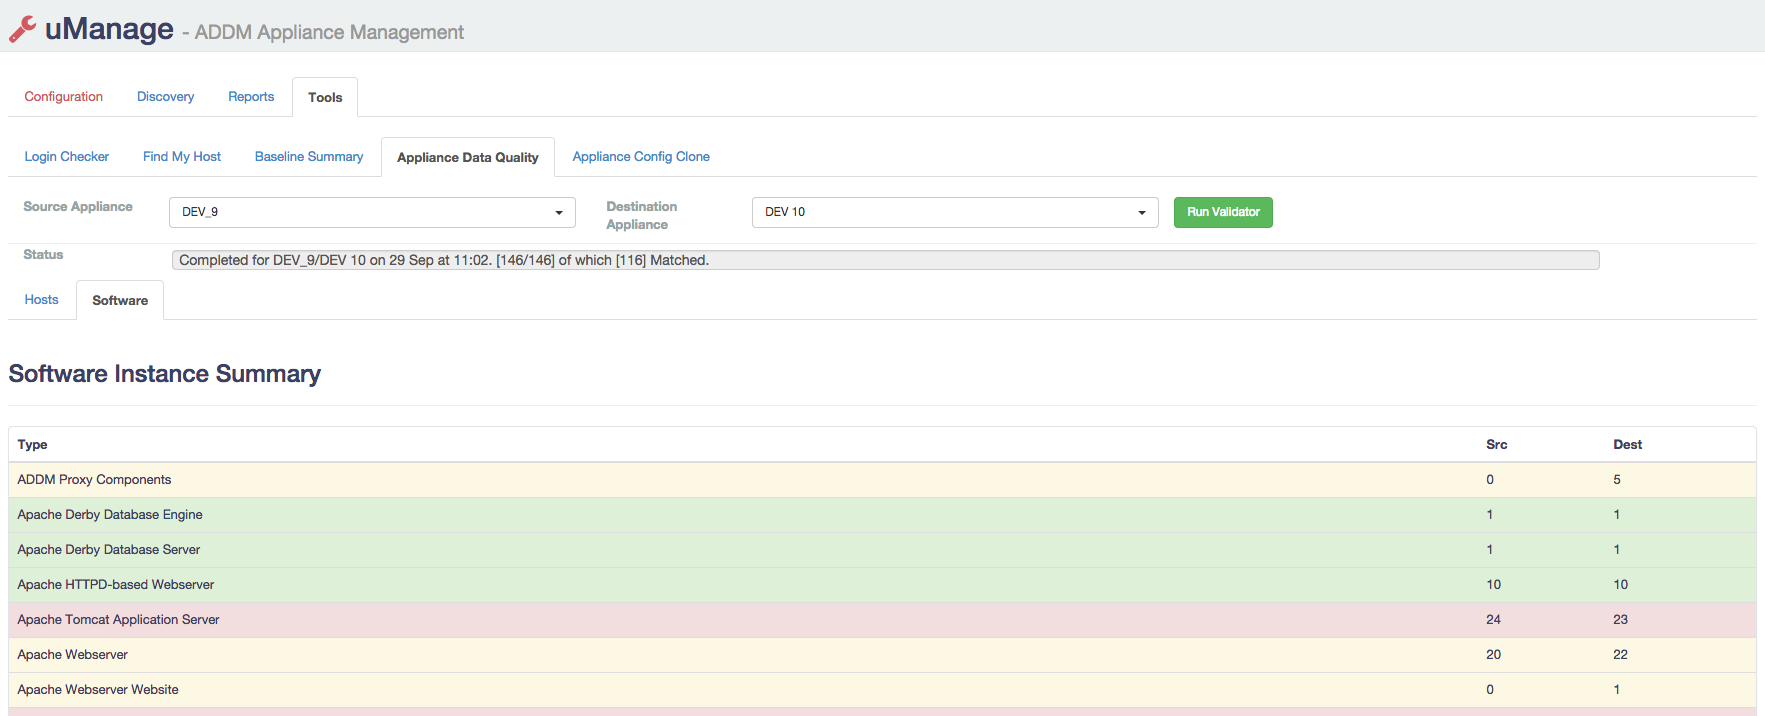 uManage - ADDM Appliance Management
Configuration Discovery Reports Tools
Login Checker Find My Host Baseline Summary Appliance Data Quality Appliance Config Clone
Source Appliance DEV_9 Destination Appliance DEV 10 Run Validator
Status Completed for DEV_9/DEV 10 on 29 Sep at 11:02. [146/146] of which [116] Matched.
Hosts Software
Software Instance Summary
Type Src Dest
ADDM Proxy Components 0 5
Apache Derby Database Engine 1 1
Apache Derby Database Server 1 1
Apache HTTPD-based Webserver 10 10
Apache Tomcat Application Server 24 23
Apache Webserver 20 22
Apache Webserver Website 0 1